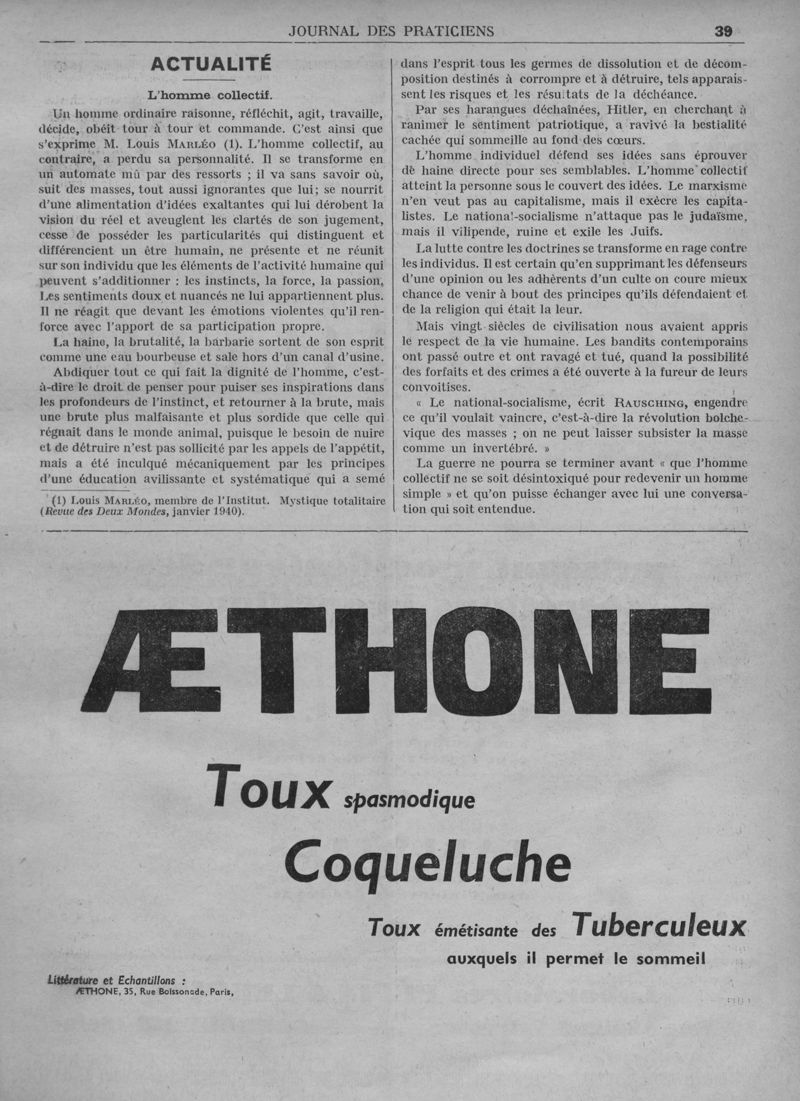 JOURNAL DES PRATICIENS
39
ACTUALITÉ
L'homme collectif.
Un homme ordinaire raisonne, réfléchit, agit, travaille,
décide, obéit tour à tour et commande. C'est ainsi que
s'exprime M. Louis MARLÉO (1). L'homme collectif, au
contraire, a perdu sa personnalité. Il se transforme en
un automate mû par des ressorts ; il va sans savoir où,
suit des masses, tout aussi ignorantes que lui; se nourrit
d'une alimentation d'idées exaltantes qui lui dérobent la
vision du réel et aveuglent les clartés de son jugement,
cesse de posséder les particularités qui distinguent et
différencient un être humain, ne présente et ne réunit
sur son individu que les éléments de l'activité humaine qui
peuvent s'additionner : les instincts, la force, la passion.
Les sentiments doux et nuancés ne lui appartiennent plus.
Il ne réagit que devant les émotions violentes qu'il ren-
force avec l'apport de sa participation propre.
La haine, la brutalité, la barbarie sortent de son esprit
comme une eau bourbeuse et sale hors d'un canal d'usine.
Abdiquer tout ce qui fait la dignité de l'homme, c'est-
à-dire le droit de penser pour puiser ses inspirations dans
les profondeurs de l'instinct, et retourner à la brute, mais
une brute plus malfaisante et plus sordide que celle qui
régnait dans le monde animal, puisque le besoin de nuire
et de détruire n'est pas sollicité par les appels de l'appétit,
mais a été inculqué mécaniquement par les principes
d'une éducation avilissante et systématique qui a semé
(1) Louis MARLÉO, membre de l'Institut. Mystique totalitaire
(Revue des Deux Mondes, janvier 1940).
dans l'esprit tous les germes de dissolution et de décom-
position destinés à corrompre et à détruire, tels apparais-
sent les risques et les résultats de la déchéance.
Par ses harangues déchaînées, Hitler, en cherchant à
ranimer le sentiment patriotique, a ravivé la bestialité
cachée qui sommeille au fond des cœurs.
L'homme individuel défend ses idées sans éprouver
dè haine directe pour ses semblables. L'homme collectif
atteint la personne sous le couvert des idées. Le marxisme
n'en veut pas au capitalisme, mais il exècre les capita-
listes. Le national-socialisme n'attaque pas le judaïsme,
mais il vilipende, ruine et exile les Juifs.
La lutte contre les doctrines se transforme en rage contre
les individus. Il est certain qu'en supprimant les défenseurs
d'une opinion ou les adhérents d'un culte on coure mieux
chance de venir à bout des principes qu'ils défendaient et
de la religion qui était la leur.
Mais vingt siècles de civilisation nous avaient appris
le respect de la vie humaine. Les bandits contemporains
ont passé outre et ont ravagé et tué, quand la possibilité
des forfaits et des crimes a été ouverte à la fureur de leurs
convoitises.
« Le national-socialisme, écrit RAUSCHING, engendre
ce qu'il voulait vaincre, c'est-à-dire la révolution bolche-
vique des masses ; on ne peut laisser subsister la masse
comme un invertébré. »
La guerre ne pourra se terminer avant « que l'homme
collectif ne se soit désintoxiqué pour redevenir un homme
simple » et qu'on puisse échanger avec lui une conversa-
tion qui soit entendue.
ÆTHONE
Toux spasmodique
Coqueluche
Toux émétisante des Tuberculeux
auxquels il permet le sommeil
Littérature et Echantillons :
ÆTHONE, 35, Rue Boissonade, Paris,